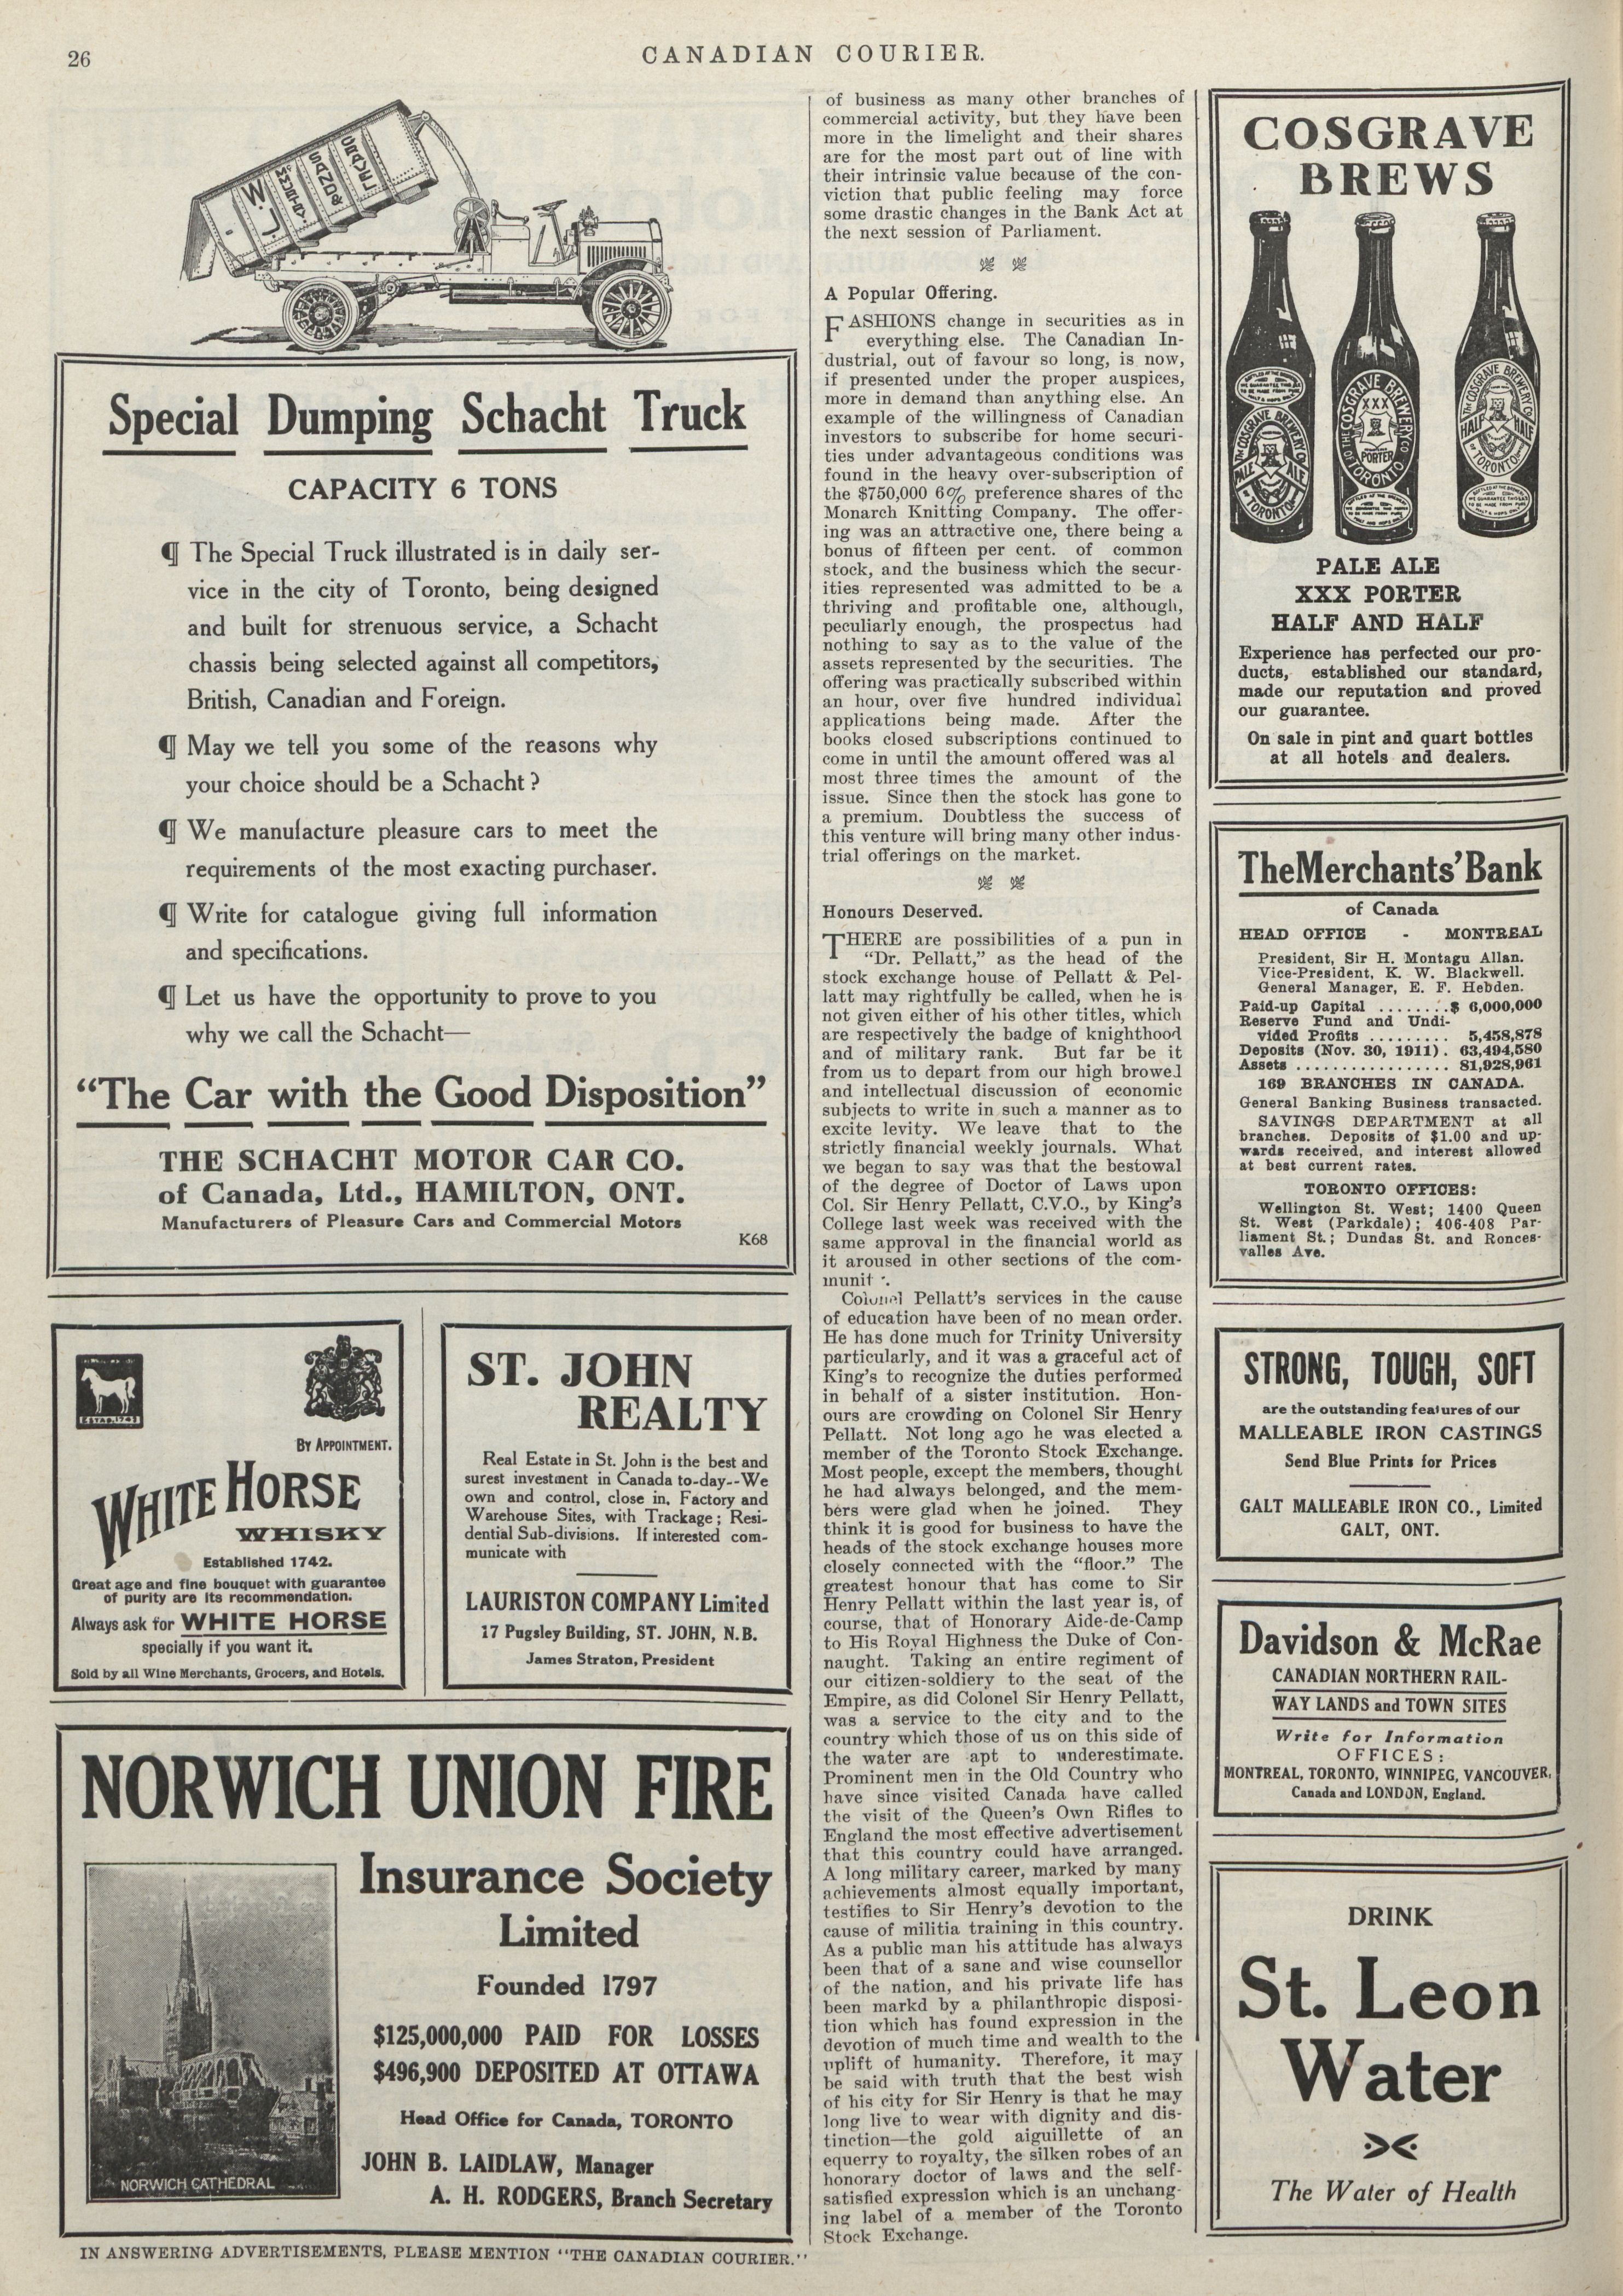 26
CANADIAN COURIER.
W. J.
SAND &
GRAVEL
Special Dumping Schacht Truck
CAPACITY 6 TONS
¶ The Special Truck illustrated is in daily ser-
vice in the city of Toronto, being designed
and built for strenuous service, a Schacht
chassis being selected against all competitors,
British, Canadian and Foreign.
¶ May we tell you some of the reasons why
your choice should be a Schacht?
¶ We manufacture pleasure cars to meet the
requirements of the most exacting purchaser.
¶ Write for catalogue giving full information
and specifications.
¶ Let us have the opportunity to prove to you
why we call the Schacht—
"The Car with the Good Disposition"
THE SCHACHT MOTOR CAR CO.
of Canada, Ltd., HAMILTON, ONT.
Manufacturers of Pleasure Cars and Commercial Motors
K68
ESTAB. 1742
BY APPOINTMENT.
WHITE HORSE
WHISKY
Established 1742.
Great age and fine bouquet with guarantee
of purity are its recommendation.
Always ask for WHITE HORSE
specially if you want it.
Sold by all Wine Merchants, Grocers, and Hotels.
ST. JOHN
REALTY
Real Estate in St. John is the best and
surest investment in Canada to-day--We
own and control, close in, Factory and
Warehouse Sites, with Trackage; Resi-
dential Sub-divisions. If interested com-
municate with
LAURISTON COMPANY Limited
17 Pugsley Building, ST. JOHN, N.B.
James Straton, President
NORWICH UNION FIRE
Insurance Society
Limited
Founded 1797
$125,000,000 PAID FOR LOSSES
$496,900 DEPOSITED AT OTTAWA
Head Office for Canada, TORONTO
JOHN B. LAIDLAW, Manager
A. H. RODGERS, Branch Secretary
NORWICH CATHEDRAL
IN ANSWERING ADVERTISEMENTS, PLEASE MENTION "THE CANADIAN COURIER."
of business as many other branches of
commercial activity, but they have been
more in the limelight and their shares
are for the most part out of line with
their intrinsic value because of the con-
viction that public feeling may force
some drastic changes in the Bank Act at
the next session of Parliament.
A Popular Offering.
FASHIONS change in securities as in
everything else. The Canadian In-
dustrial, out of favour so long, is now,
if presented under the proper auspices,
more in demand than anything else. An
example of the willingness of Canadian
investors to subscribe for home securi-
ties under advantageous conditions was
found in the heavy over-subscription of
the $750,000 6% preference shares of the
Monarch Knitting Company. The offer-
ing was an attractive one, there being a
bonus of fifteen per cent. of common
stock, and the business which the secur-
ities represented was admitted to be a
thriving and profitable one, although,
peculiarly enough, the prospectus had
nothing to say as to the value of the
assets represented by the securities. The
offering was practically subscribed within
an hour, over five hundred individual
applications being made. After the
books closed subscriptions continued to
come in until the amount offered was al
most three times the amount of the
issue. Since then the stock has gone to
a premium. Doubtless the success of
this venture will bring many other indus-
trial offerings on the market.
Honours Deserved.
THERE are possibilities of a pun in
"Dr. Pellatt," as the head of the
stock exchange house of Pellatt & Pel-
latt may rightfully be called, when he is
not given either of his other titles, which
are respectively the badge of knighthood
and of military rank. But far be it
from us to depart from our high browed
and intellectual discussion of economic
subjects to write in such a manner as to
excite levity. We leave that to the
strictly financial weekly journals. What
we began to say was that the bestowal
of the degree of Doctor of Laws upon
Col. Sir Henry Pellatt, C.V.O., by King's
College last week was received with the
same approval in the financial world as
it aroused in other sections of the com-
munit .
Colonel Pellatt's services in the cause
of education have been of no mean order.
He has done much for Trinity University
particularly, and it was a graceful act of
King's to recognize the duties performed
in behalf of a sister institution. Hon-
ours are crowding on Colonel Sir Henry
Pellatt. Not long ago he was elected a
member of the Toronto Stock Exchange.
Most people, except the members, thought
he had always belonged, and the mem-
bers were glad when he joined. They
think it is good for business to have the
heads of the stock exchange houses more
closely connected with the "floor." The
greatest honour that has come to Sir
Henry Pellatt within the last year is, of
course, that of Honorary Aide-de-Camp
to His Royal Highness the Duke of Con-
naught. Taking an entire regiment of
our citizen-soldiery to the seat of the
Empire, as did Colonel Sir Henry Pellatt,
was a service to the city and to the
country which those of us on this side of
the water are apt to underestimate.
Prominent men in the Old Country who
have since visited Canada have called
the visit of the Queen's Own Rifles to
England the most effective advertisement
that this country could have arranged.
A long military career, marked by many
achievements almost equally important,
testifies to Sir Henry's devotion to the
cause of militia training in this country.
As a public man his attitude has always
been that of a sane and wise counsellor
of the nation, and his private life has
been markd by a philanthropic disposi-
tion which has found expression in the
devotion of much time and wealth to the
uplift of humanity. Therefore, it may
be said with truth that the best wish
of his city for Sir Henry is that he may
long live to wear with dignity and dis-
tinction—the gold aiguillette of an
equerry to royalty, the silken robes of an
honorary doctor of laws and the self-
satisfied expression which is an unchang-
ing label of a member of the Toronto
Stock Exchange.
COSGRAVE
BREWS
THE COSGRAVE BREWERY CO.
PALE ALE
OF TORONTO
THE COSGRAVE BREWERY CO.
XXX
PORTER
OF TORONTO
THE COSGRAVE BREWERY CO.
HALF HALF
OF TORONTO
PALE ALE
XXX PORTER
HALF AND HALF
Experience has perfected our pro-
ducts, established our standard,
made our reputation and proved
our guarantee.
On sale in pint and quart bottles
at all hotels and dealers.
The Merchants' Bank
of Canada
HEAD OFFICE - MONTREAL
President, Sir H. Montagu Allan.
Vice-President, K. W. Blackwell.
General Manager, E. F. Hebden.
Paid-up Capital ........$ 6,000,000
Reserve Fund and Undi-
vided Profits ......... 5,458,878
Deposits (Nov. 30, 1911). 63,494,580
Assets ................. 81,928,961
169 BRANCHES IN CANADA.
General Banking Business transacted.
SAVINGS DEPARTMENT at all
branches. Deposits of $1.00 and up-
wards received, and interest allowed
at best current rates.
TORONTO OFFICES:
Wellington St. West; 1400 Queen
St. West (Parkdale); 406-408 Par-
liament St.; Dundas St. and Ronces-
valles Ave.
STRONG, TOUGH, SOFT
are the outstanding features of our
MALLEABLE IRON CASTINGS
Send Blue Prints for Prices
GALT MALLEABLE IRON CO., Limited
GALT, ONT.
Davidson & McRae
CANADIAN NORTHERN RAIL-
WAY LANDS and TOWN SITES
Write for Information
OFFICES:
MONTREAL, TORONTO, WINNIPEG, VANCOUVER,
Canada and LONDON, England.
DRINK
St. Leon
Water
The Water of Health